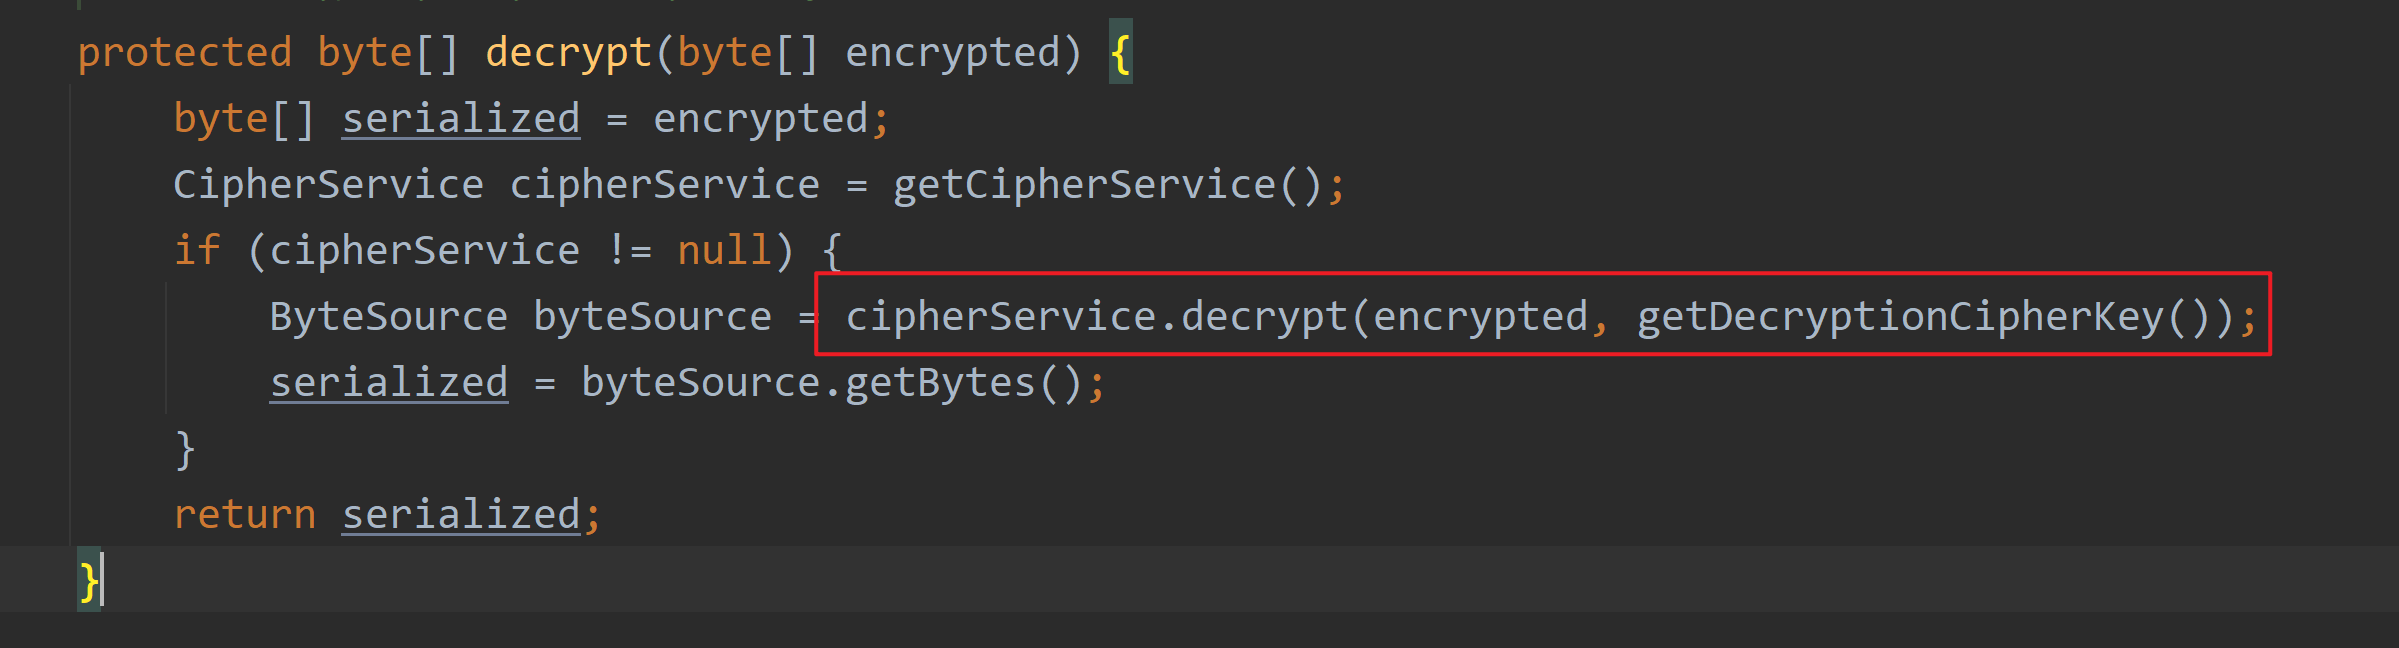 protected byte[] decrypt(byte[] encrypted) {
byte[] serialized = encrypted;
CipherService cipherService = getCipherService();
if (cipherService != null) {
ByteSource byteSource = cipherService.decrypt(encrypted, getDecryptionCipherKey());
serialized = byteSource.getBytes();
}
return serialized;
}